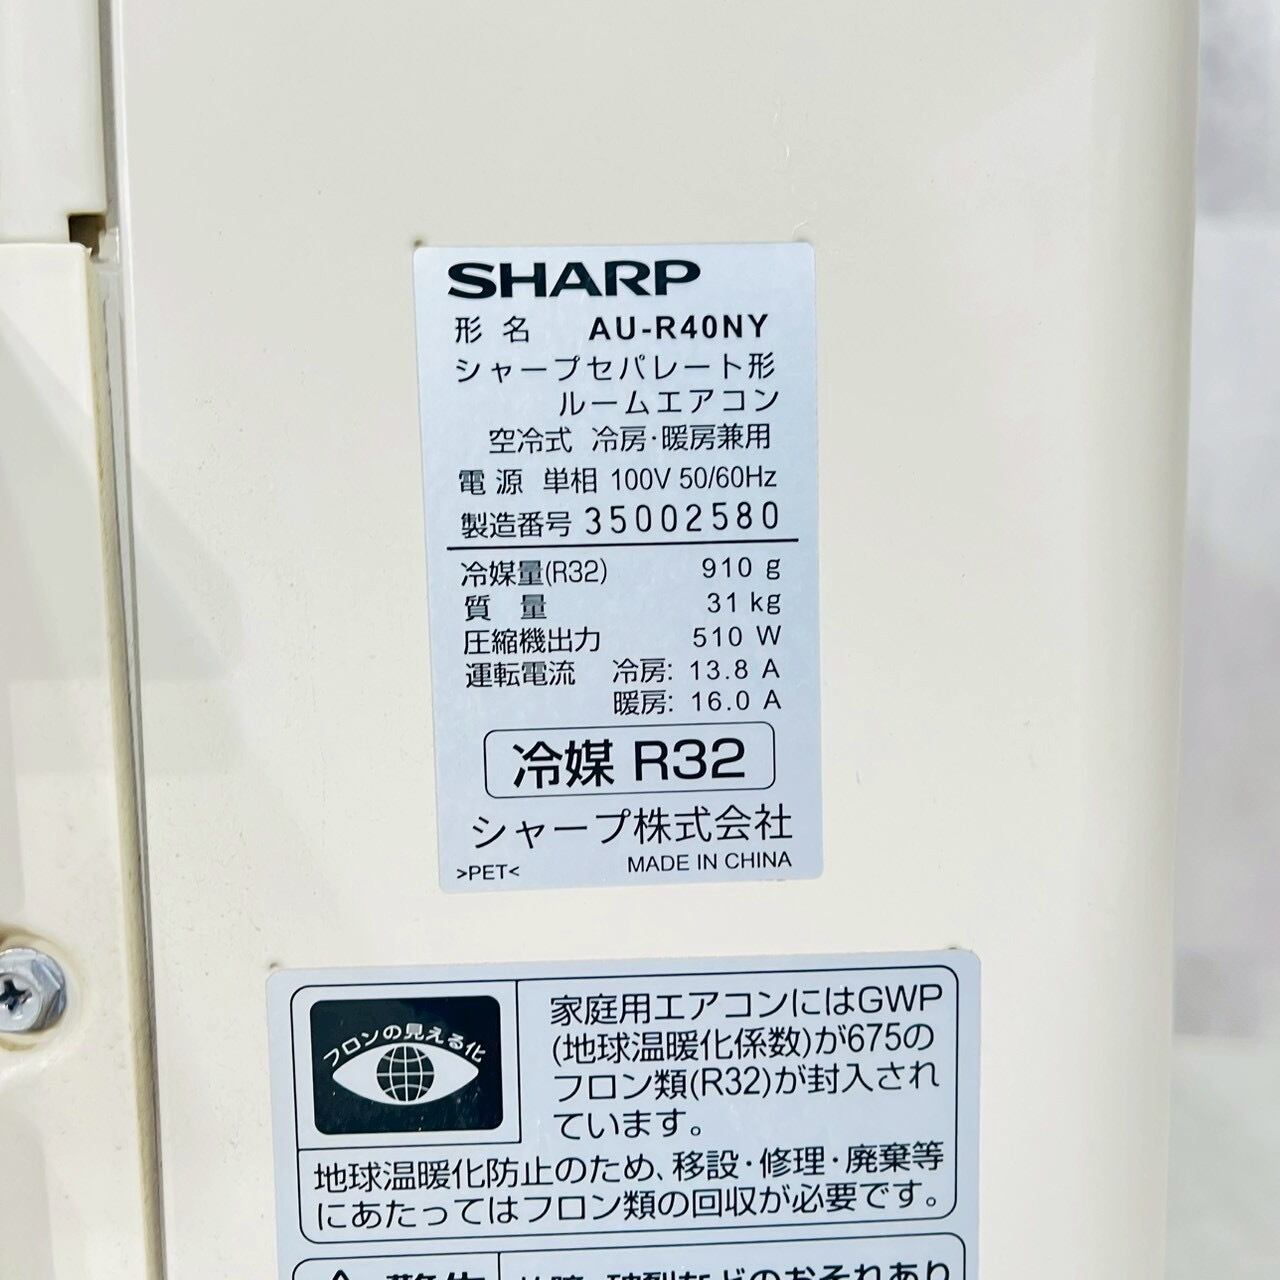 SHARP
形名 AU-R40NY
シャープセパレート形
ルームエアコン
空冷式 冷房・暖房兼用
電源 単相 100V 50/60Hz
製造番号 35002580
冷媒量(R32) 910 g
質量 31 kg
圧縮機出力 510 W
運転電流 冷房: 13.8 A
暖房: 16.0 A
冷媒 R32
シャープ株式会社
>PET< MADE IN CHINA
フロンの見える化
家庭用エアコンにはGWP
(地球温暖化係数)が675の
フロン類(R32)が封入され
ています。
地球温暖化防止のため、移設・修理・廃棄等
にあたってはフロン類の回収が必要です。